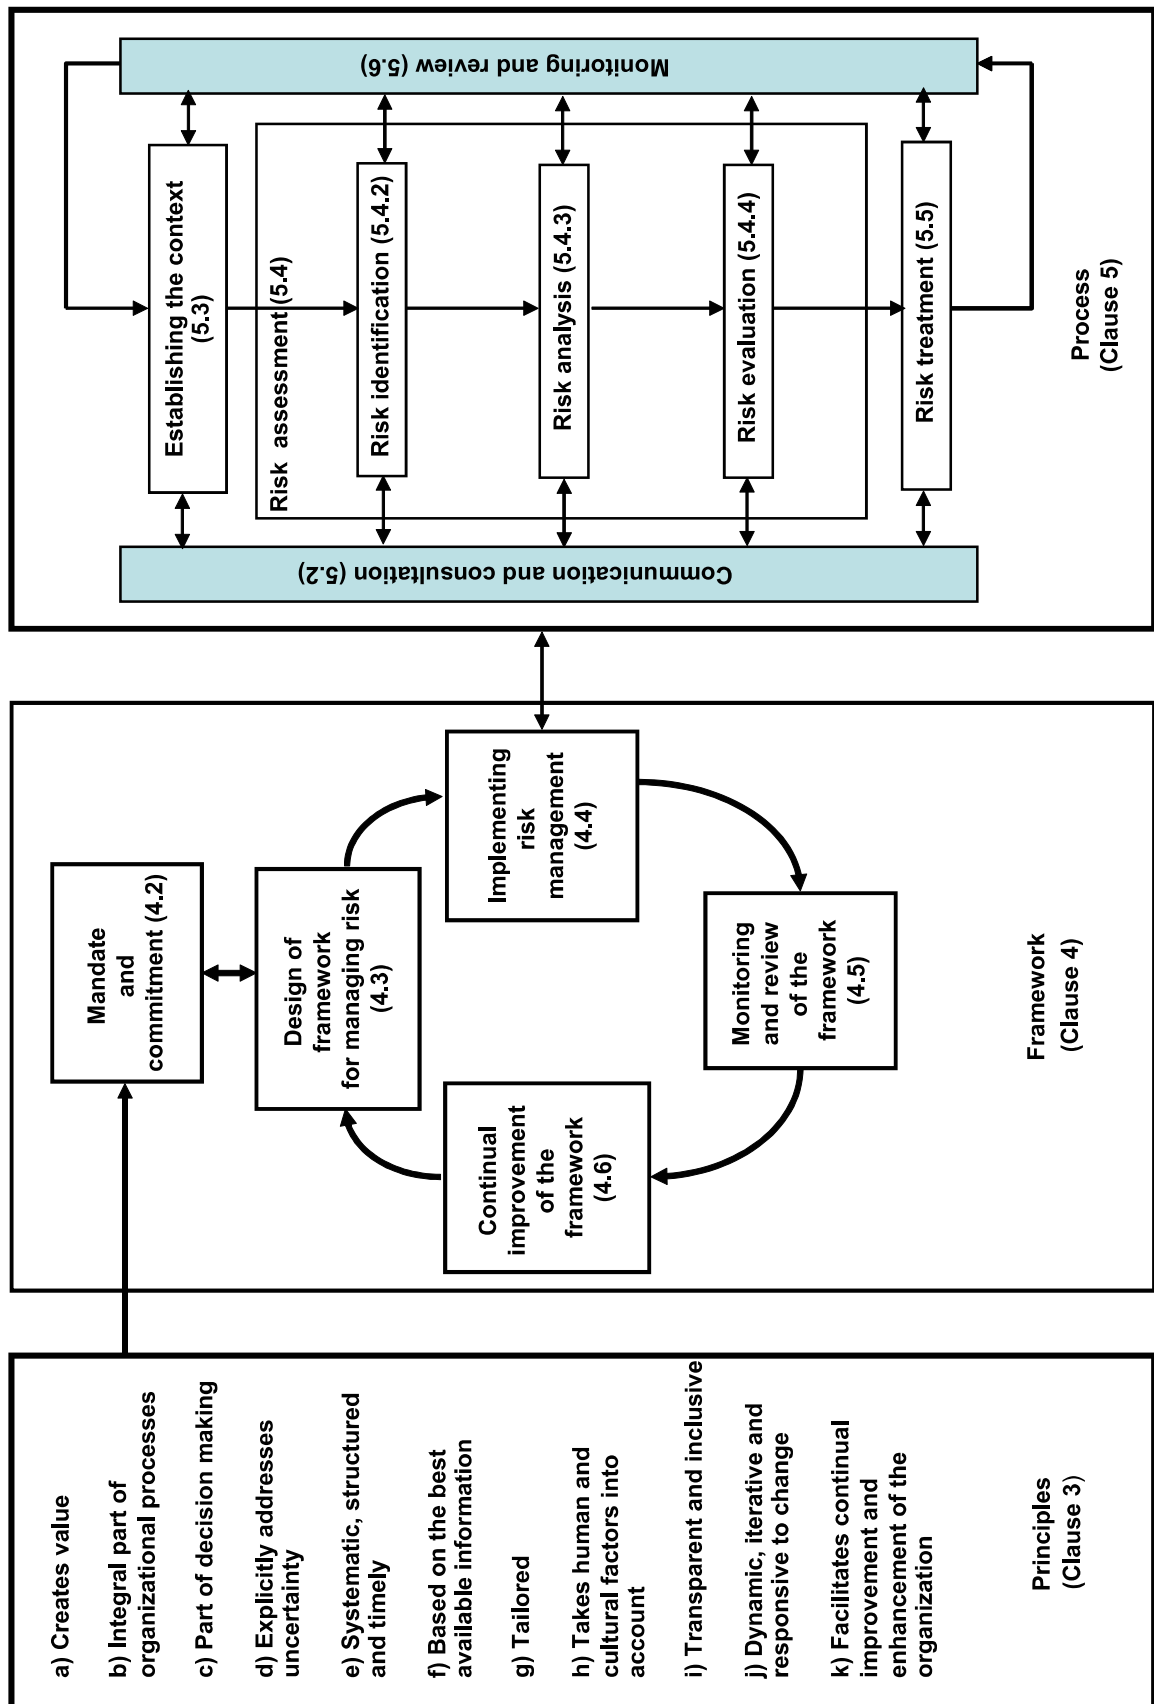 a) Creates value
b) Integral part of
organizational processes
c) Part of decision making
d) Explicitly addresses
uncertainty
e) Systematic, structured
and timely
f) Based on the best
available information
g) Tailored
h) Takes human and
cultural factors into
account
i) Transparent and inclusive
j) Dynamic, iterative and
responsive to change
k) Facilitates continual
improvement and
enhancement of the
organization
Principles
(Clause 3)
Mandate
and
commitment (4.2)
Design of
framework
for managing risk
(4.3)
Implementing
risk
management
(4.4)
Monitoring
and review
of the
framework
(4.5)
Continual
improvement
of the
framework
(4.6)
Framework
(Clause 4)
Communication and consultation (5.2)
Establishing the context
(5.3)
Risk assessment (5.4)
Risk identification (5.4.2)
Risk analysis (5.4.3)
Risk evaluation (5.4.4)
Risk treatment (5.5)
Monitoring and review (5.6)
Process
(Clause 5)